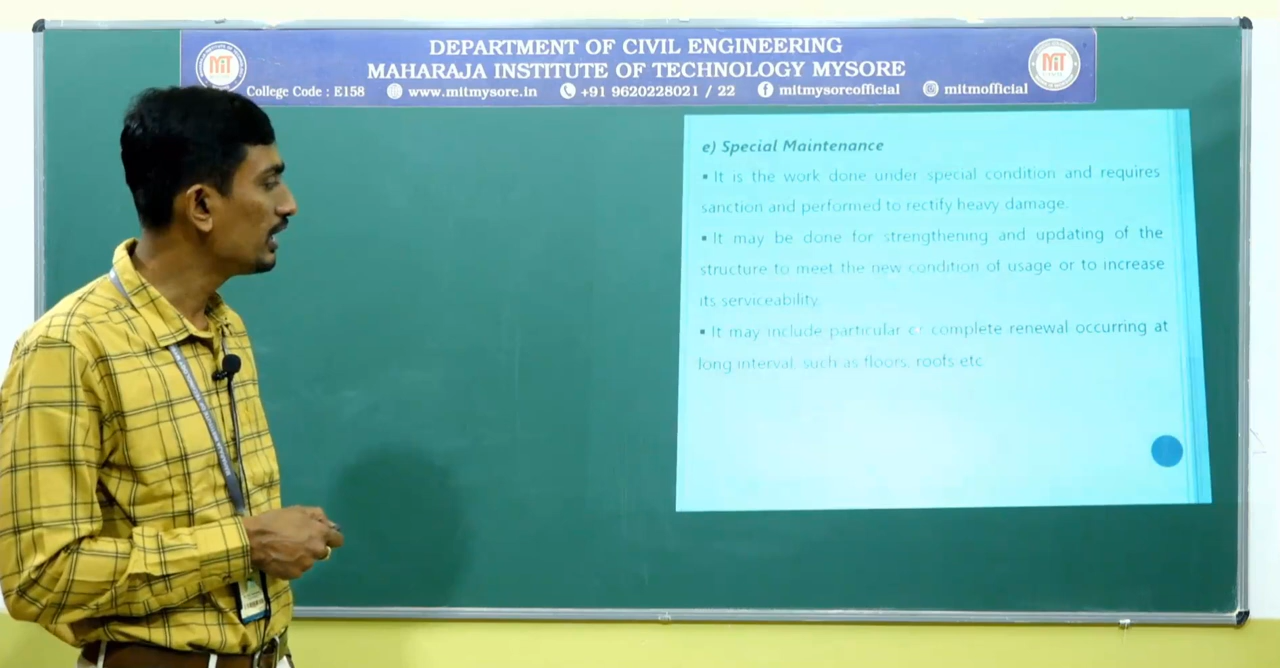 DEPARTMENT OF CIVIL ENGINEERING
MAHARAJA INSTITUTE OF TECHNOLOGY MYSORE
College Code : E158 www.mitmysore.in +91 9620228021 / 22 mitmysoreofficial mitmofficial
MIT
MIT
e) Special Maintenance
▪ It is the work done under special condition and requires
sanction and performed to rectify heavy damage.
▪ It may be done for strengthening and updating of the
structure to meet the new condition of usage or to increase
its serviceability.
▪ It may include particular or complete renewal occurring at
long interval, such as floors, roofs etc